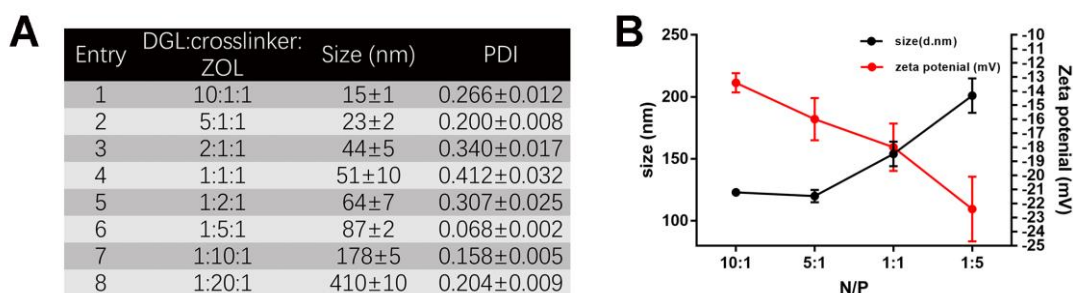 A
Entry DGL:crosslinker: ZOL Size (nm) PDI
1 10:1:1 15±1 0.266±0.012
2 5:1:1 23±2 0.200±0.008
3 2:1:1 44±5 0.340±0.017
4 1:1:1 51±10 0.412±0.032
5 1:2:1 64±7 0.307±0.025
6 1:5:1 87±2 0.068±0.002
7 1:10:1 178±5 0.158±0.005
8 1:20:1 410±10 0.204±0.009
B
size(d.nm)
zeta potenial (mV)
size (nm)
250
200
150
100
10:1 5:1 1:1 1:5
N/P
-10
-11
-12
-13
-14
-15
-16
-17
-18
-19
-20
-21
-22
-23
-24
-25
Zeta potenial (mV)